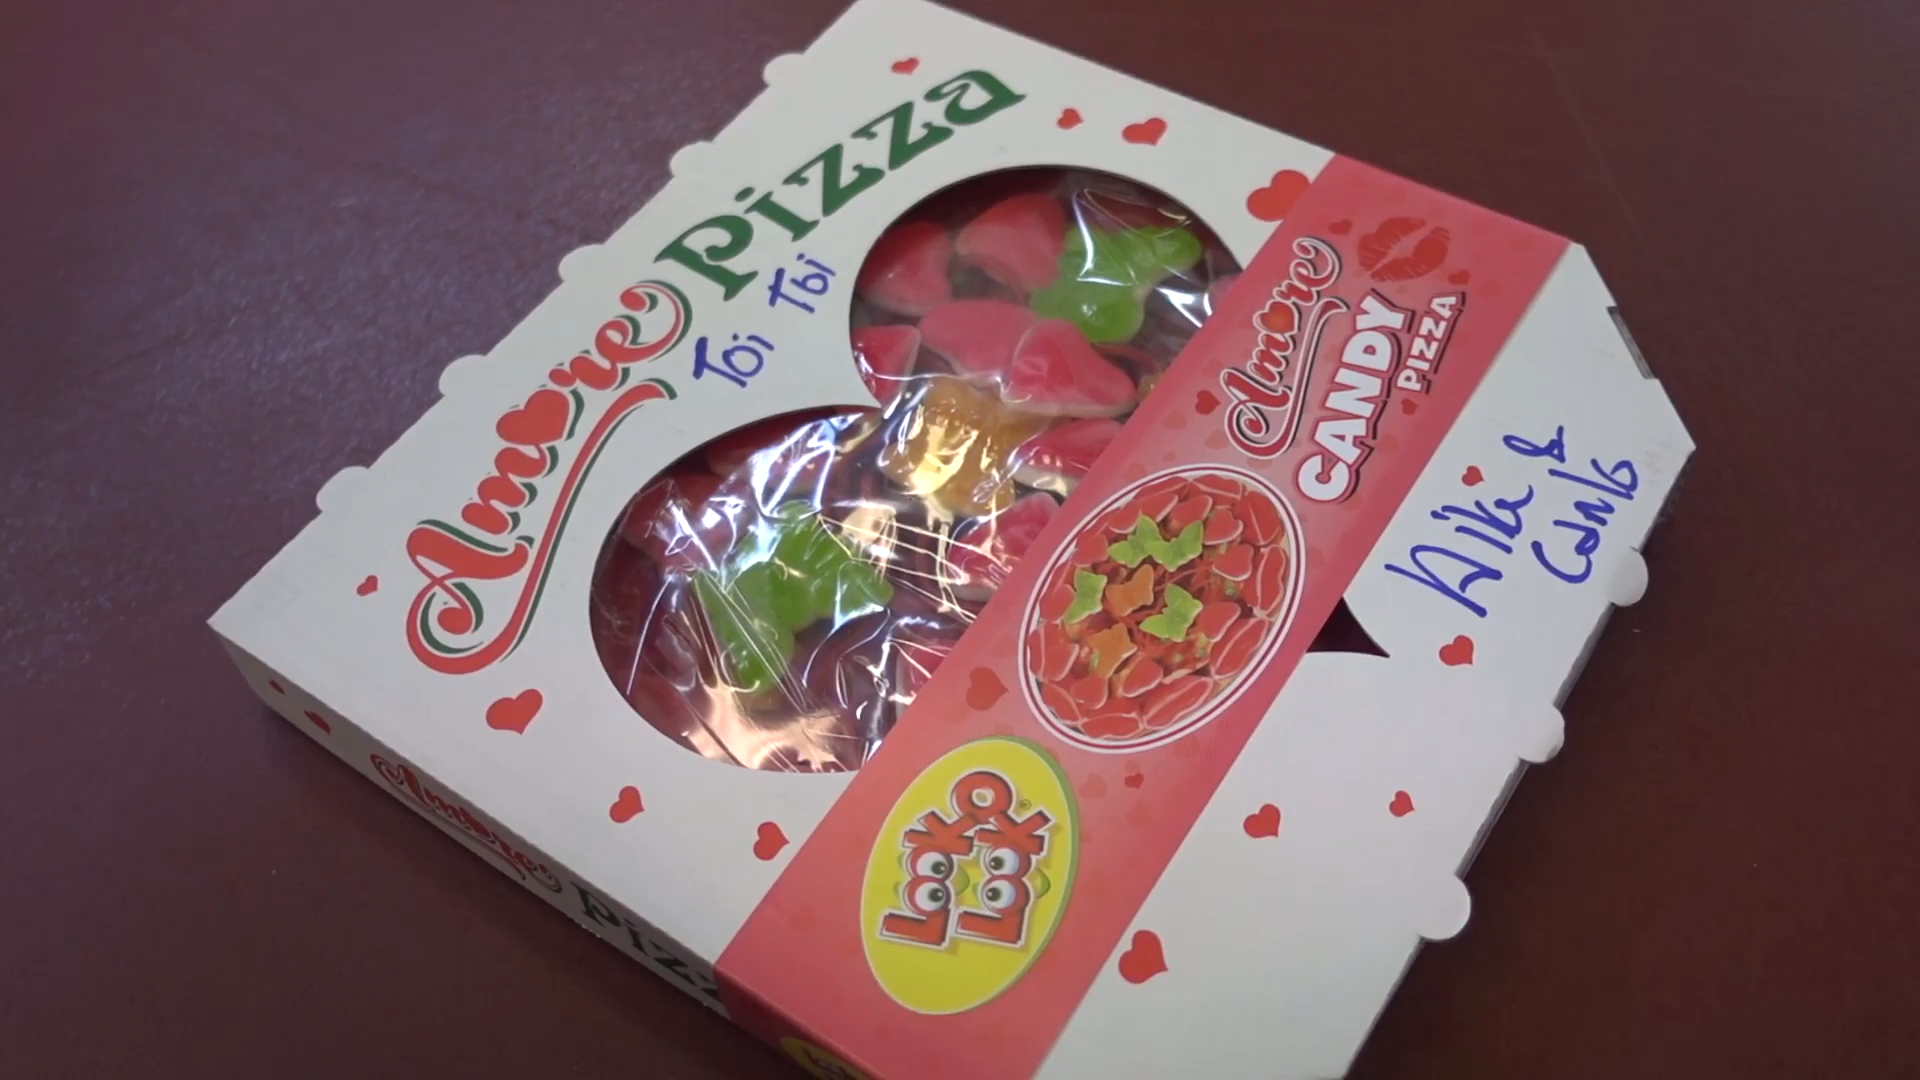 Amore Pizza
Toi Toi
Amore
CANDY
PIZZA
LOOK-O
LOOK
&
Amore Pizza